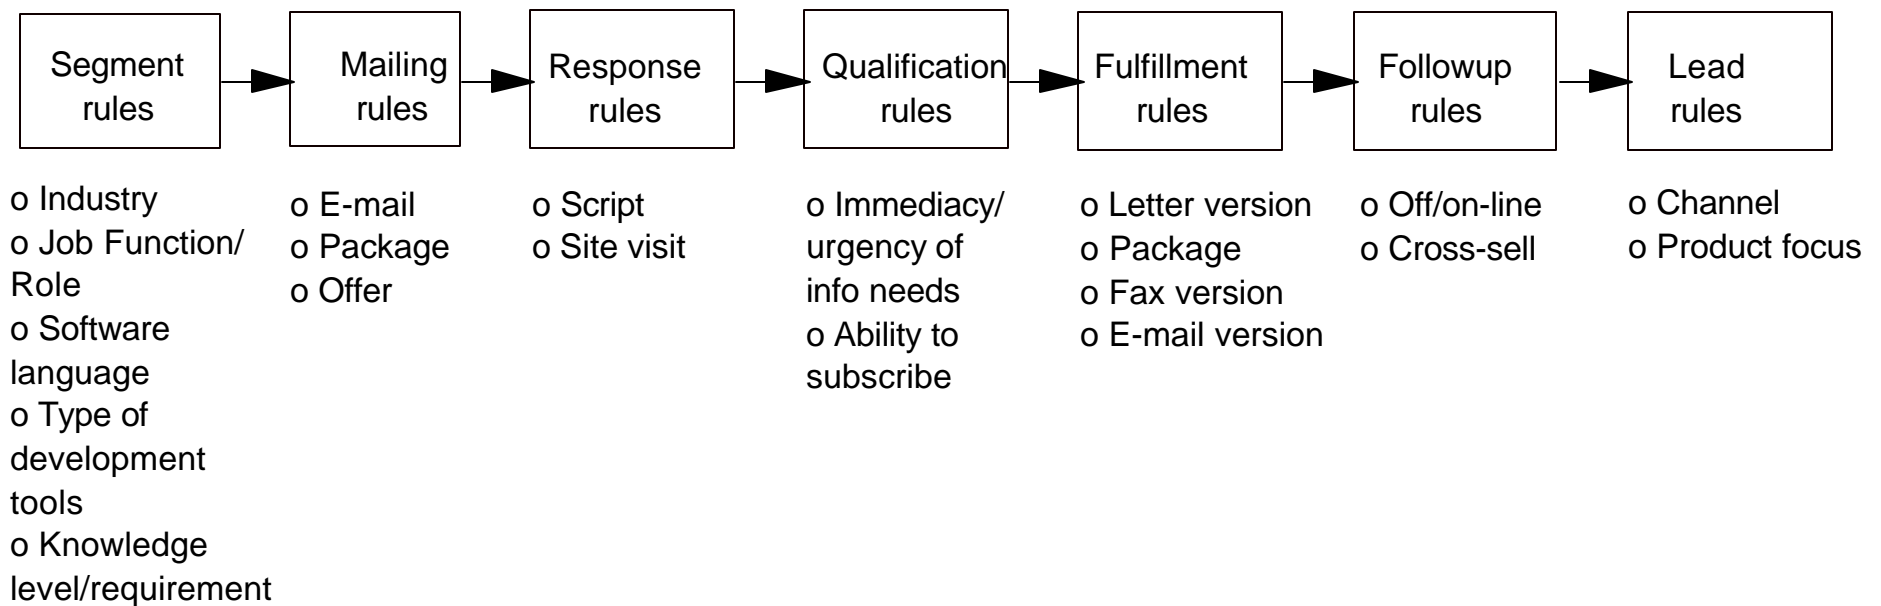 Segment
rules
Mailing
rules
Response
rules
Qualification
rules
Fulfillment
rules
Followup
rules
Lead
rules
o Industry
o Job Function/
Role
o Software
language
o Type of
development
tools
o Knowledge
level/requirement
o E-mail
o Package
o Offer
o Script
o Site visit
o Immediacy/
urgency of
info needs
o Ability to
subscribe
o Letter version
o Package
o Fax version
o E-mail version
o Off/on-line
o Cross-sell
o Channel
o Product focus